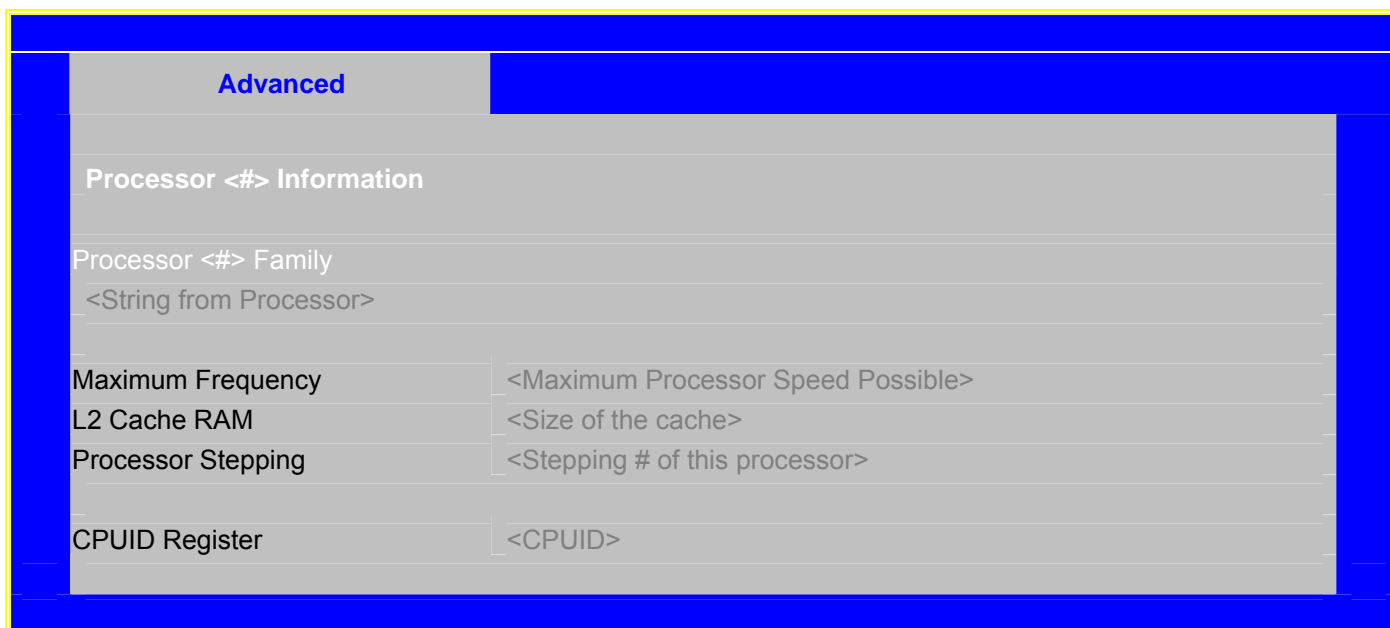 Advanced
Processor <#> Information
Processor <#> Family
<String from Processor>
Maximum Frequency <Maximum Processor Speed Possible>
L2 Cache RAM <Size of the cache>
Processor Stepping <Stepping # of this processor>
CPUID Register <CPUID>